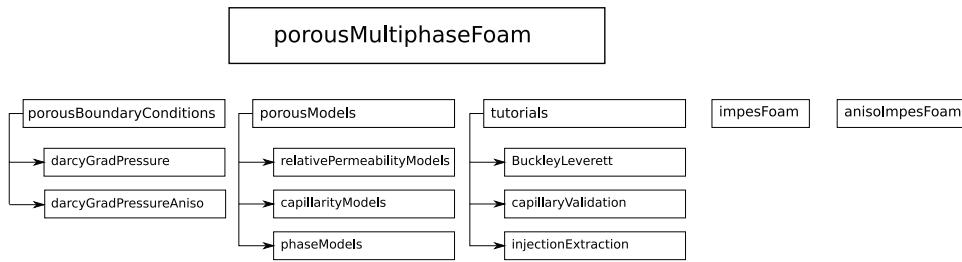 porousMultiphaseFoam
porousBoundaryConditions
darcyGradPressure
darcyGradPressureAniso
porousModels
relativePermeabilityModels
capillarityModels
phaseModels
tutorials
BuckleyLeverett
capillaryValidation
injectionExtraction
impesFoam
anisoImpesFoam